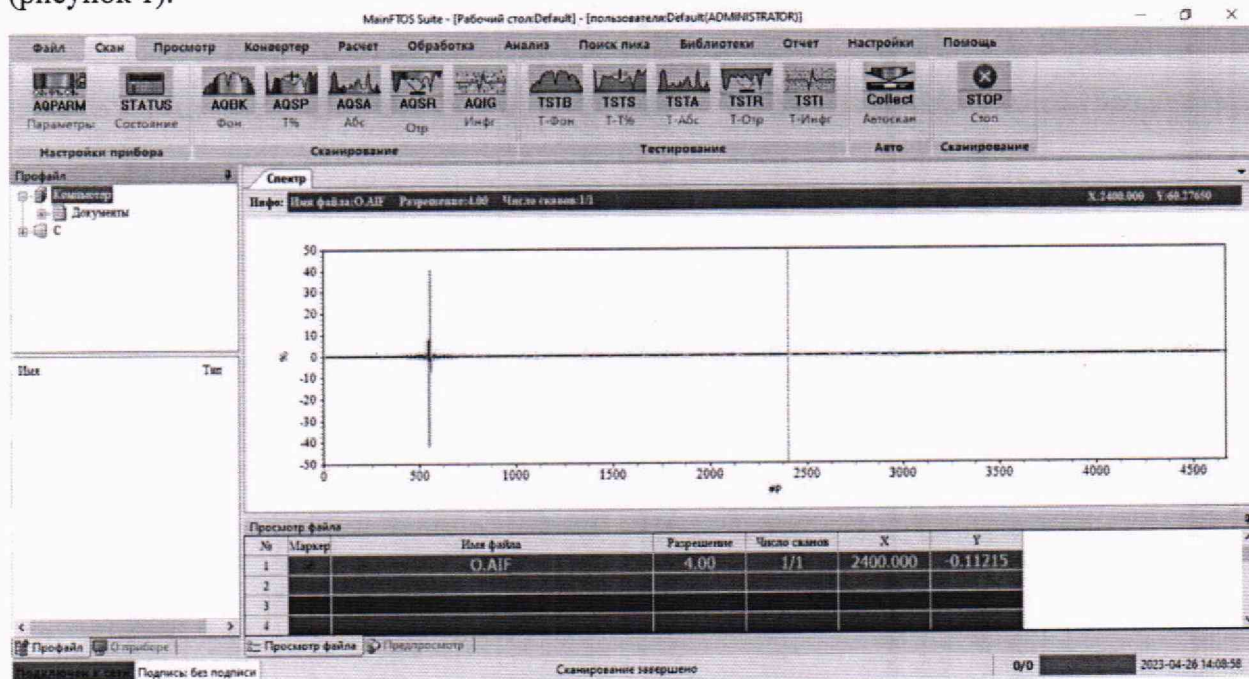 (рисунок 1).
MainFTOS Suite - [Рабочий стол:Default] - [пользователя:Default(ADMINISTRATOR)]
Файл Скан Просмотр Конвертер Расчет Обработка Анализ Поиск пика Библиотеки Отчет Настройки Помощь
AQPARM STATUS AQBK AQSP AQSA AQSR AQIG TSTB TSTS TSTA TSTR TSTI Collect STOP
Параметры Состояние Фон Т% Абс Отр Инфг Т-Фон Т-Т% Т-Абс Т-Отр Т-Инфг Автоскан Стоп
Настройки прибора Сканирование Тестирование Авто Сканирование
Профайл
Компьютер
Документы
C
Имя Тип
Спектр
Инфо: Имя файла:O.AIF Разрешение:4.00 Число сканов:1/1 X:2400.000 Y:60.27650
50
40
30
20
10
0
-10
-20
-30
-40
-50
%
0 500 1000 1500 2000 2500 3000 3500 4000 4500
#P
Просмотр файла
№ Маркер Имя файла Разрешение Число сканов X Y
1 O.AIF 4.00 1/1 2400.000 -0.11215
2
3
4
Профайл О приборе Просмотр файла Предпросмотр
Подключен к сети Подпись: без подписи Сканирование завершено 0/0 2023-04-26 14:08:58